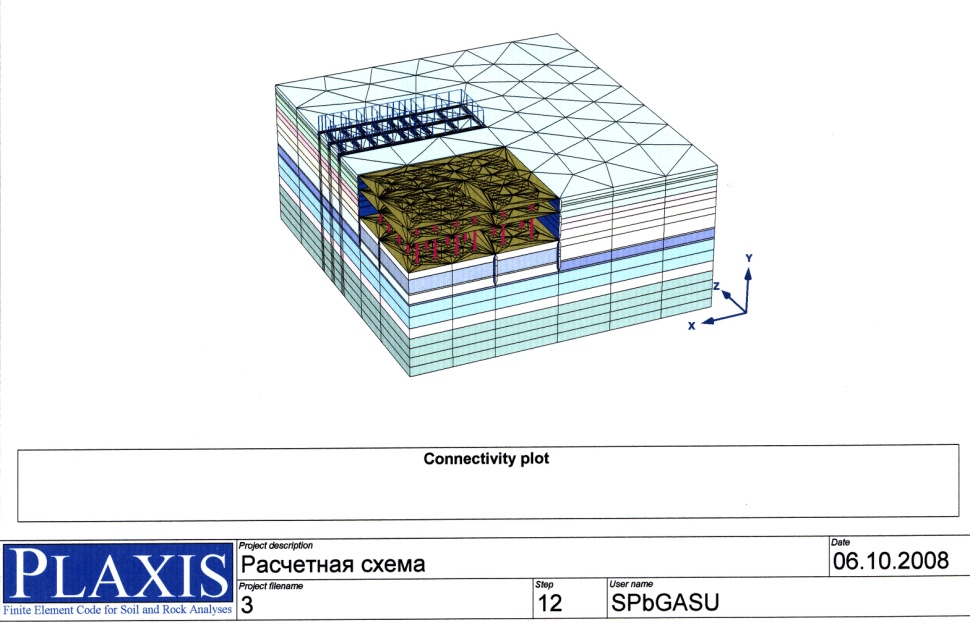 Y
Z
X
Connectivity plot
PLAXIS
Finite Element Code for Soil and Rock Analyses
Project description
Расчетная схема
Date
06.10.2008
Project filename
3
Step
12
User name
SPbGASU